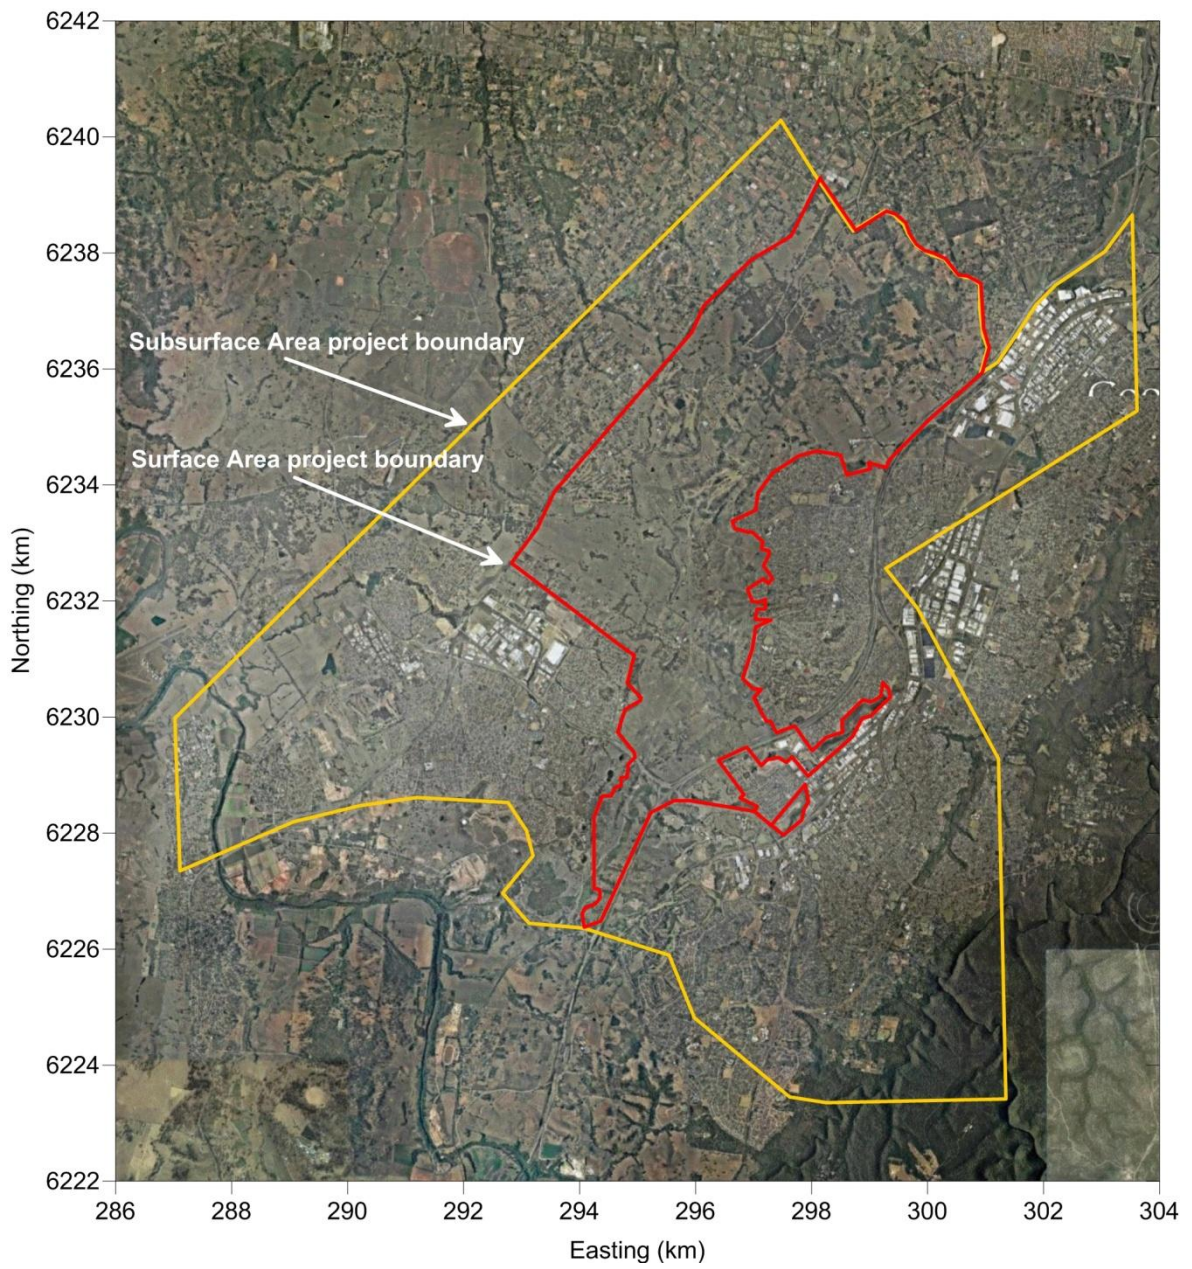 6242
6240
6238
Subsurface Area project boundary
6236
Surface Area project boundary
6234
Northing (km)
6232
6230
6228
6226
6224
6222
286 288 290 292 294 296 298 300 302 304
Easting (km)